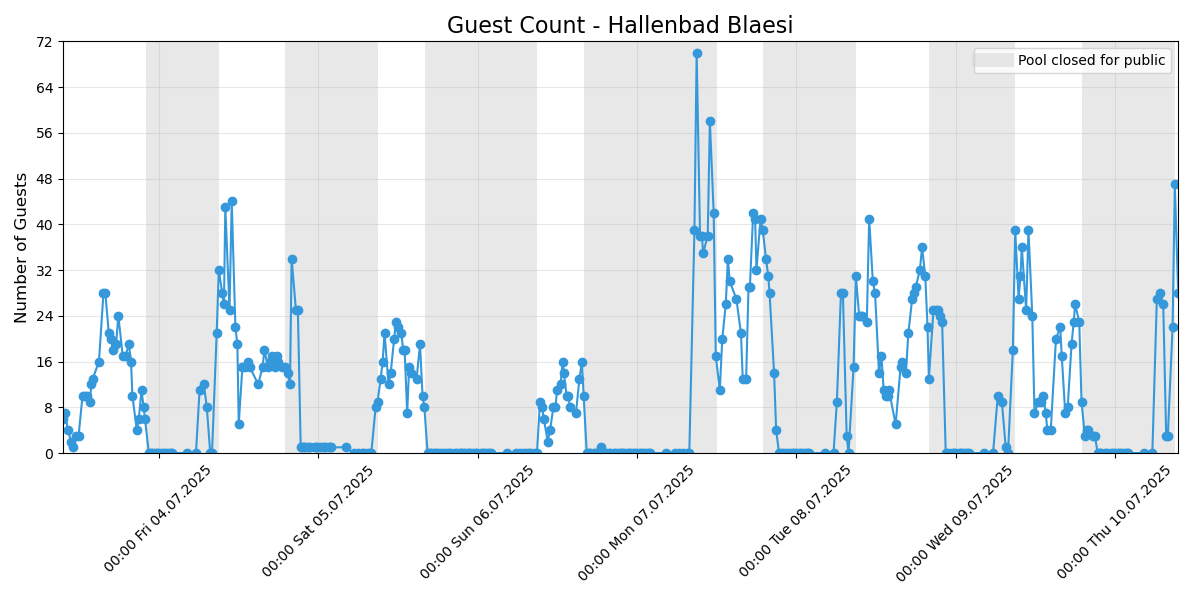 Guest Count - Hallenbad Blaesi
Number of Guests
72
64
56
48
40
32
24
16
8
0
Pool closed for public
00:00 Fri 04.07.2025
00:00 Sat 05.07.2025
00:00 Sun 06.07.2025
00:00 Mon 07.07.2025
00:00 Tue 08.07.2025
00:00 Wed 09.07.2025
00:00 Thu 10.07.2025